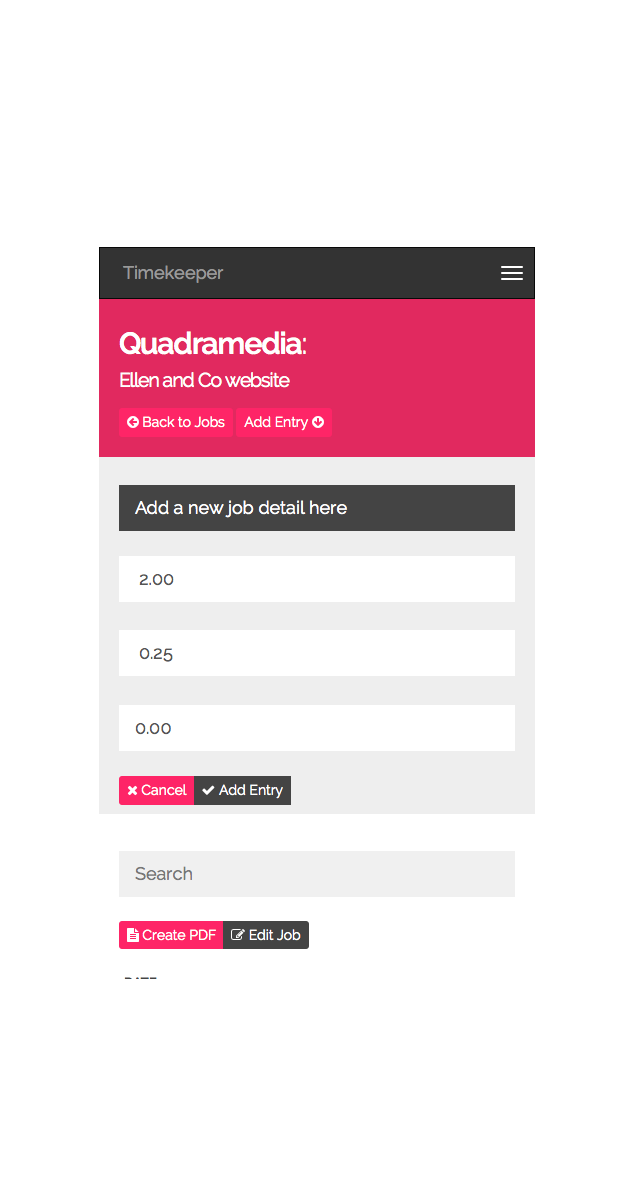 Timekeeper
Quadramedia:
Ellen and Co website
Back to Jobs Add Entry
Add a new job detail here
2.00
0.25
0.00
Cancel Add Entry
Search
Create PDF Edit Job